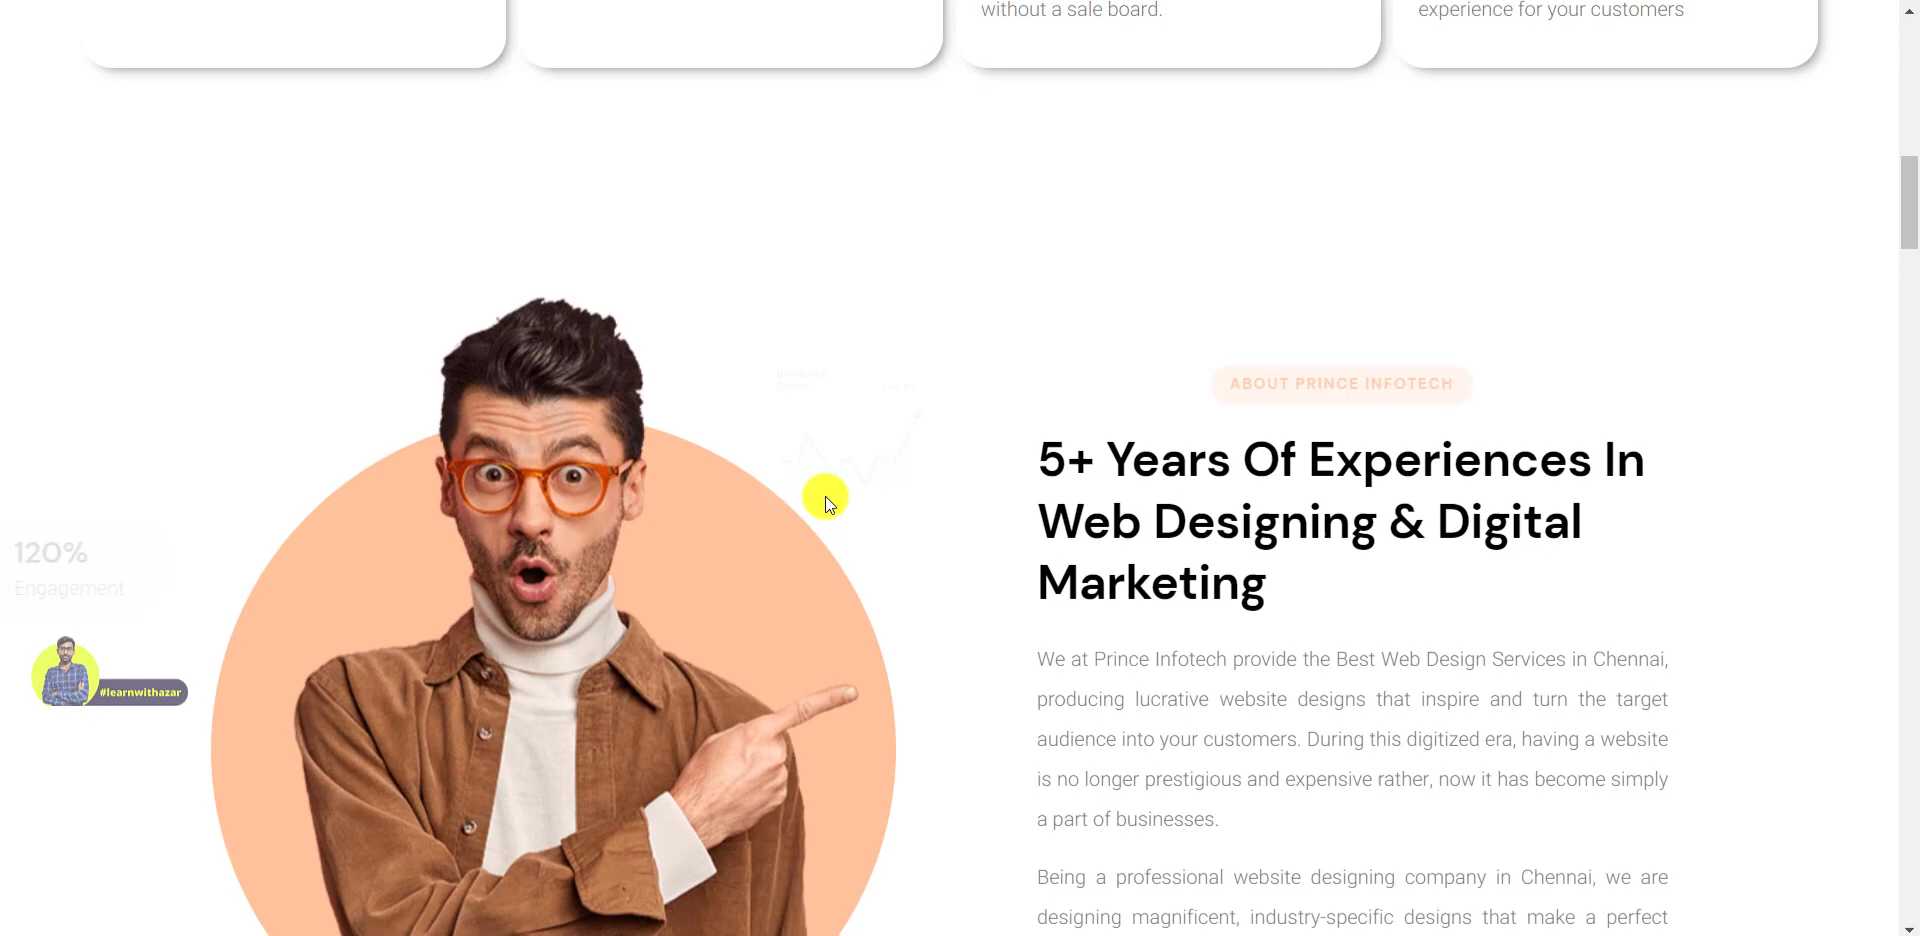 without a sale board.
experience for your customers
ABOUT PRINCE INFOTECH
5+ Years Of Experiences In
Web Designing & Digital
Marketing
120%
Engagement
#learnwithazar
We at Prince Infotech provide the Best Web Design Services in Chennai,
producing lucrative website designs that inspire and turn the target
audience into your customers. During this digitized era, having a website
is no longer prestigious and expensive rather, now it has become simply
a part of businesses.
Being a professional website designing company in Chennai, we are
designing magnificent, industry-specific designs that make a perfect